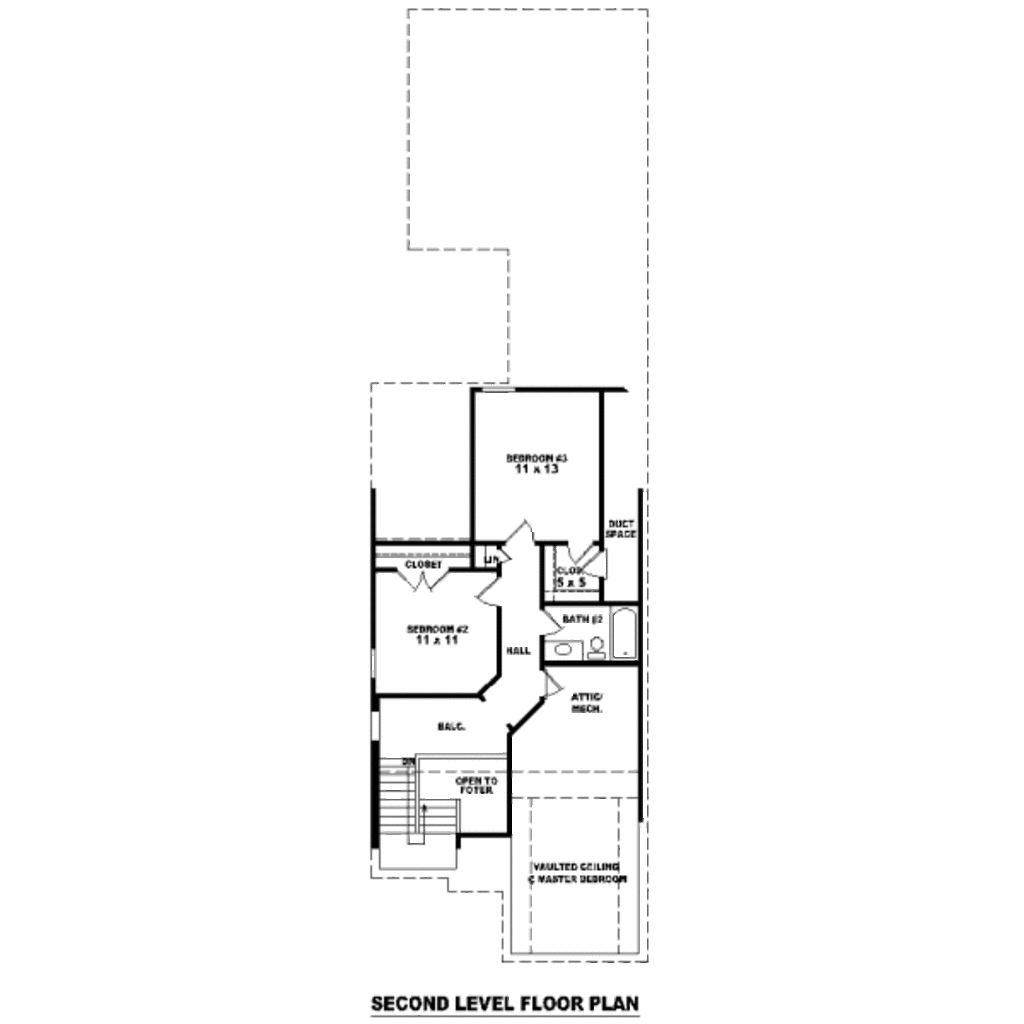 BEDROOM #3
11 x 13
DUCT
SPACE
LIN
CLOSET
CLOS.
5 x 5
BEDROOM #2
11 x 11
BATH #2
HALL
ATTIC/
MECH.
BALC.
DN
OPEN TO
FOYER
VAULTED CEILING
@ MASTER BEDROOM
SECOND LEVEL FLOOR PLAN